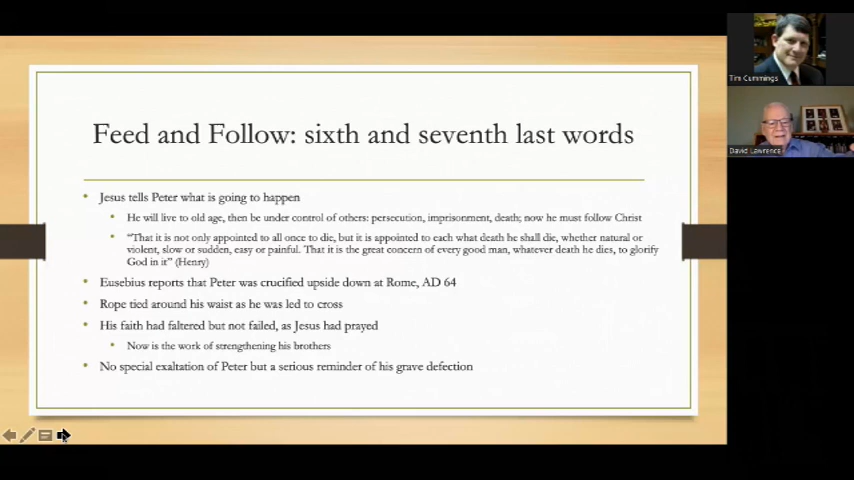 Feed and Follow: sixth and seventh last words
• Jesus tells Peter what is going to happen
• He will live to old age, then be under control of others: persecution, imprisonment, death; now he must follow Christ
• “That it is not only appointed to all once to die, but it is appointed to each what death he shall die, whether natural or
violent, slow or sudden, easy or painful. That it is the great concern of every good man, whatever death he dies, to glorify
God in it” (Henry)
• Eusebius reports that Peter was crucified upside down at Rome, AD 64
• Rope tied around his waist as he was led to cross
• His faith had faltered but not failed, as Jesus had prayed
• Now is the work of strengthening his brothers
• No special exaltation of Peter but a serious reminder of his grave defection
Tim Cummings
David Lawrence